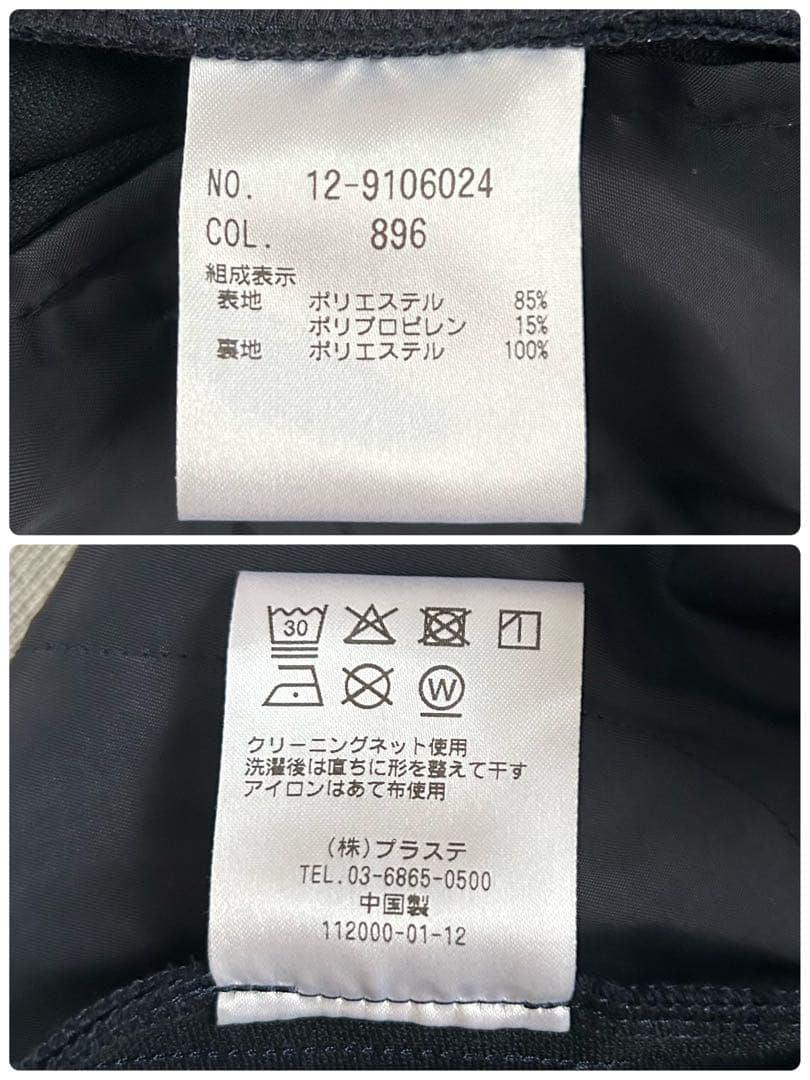 NO. 12-9106024
COL. 896
組成表示
表地 ポリエステル 85%
ポリプロピレン 15%
裏地 ポリエステル 100%
30
W
クリーニングネット使用
洗濯後は直ちに形を整えて干す
アイロンはあて布使用
(株)プラステ
TEL.03-6865-0500
中国製
112000-01-12